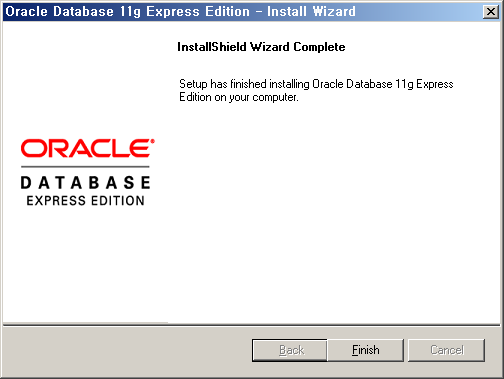 Oracle Database 11g Express Edition - Install Wizard
InstallShield Wizard Complete
Setup has finished installing Oracle Database 11g Express
Edition on your computer.
ORACLE®
DATABASE
EXPRESS EDITION
Back
Finish
Cancel